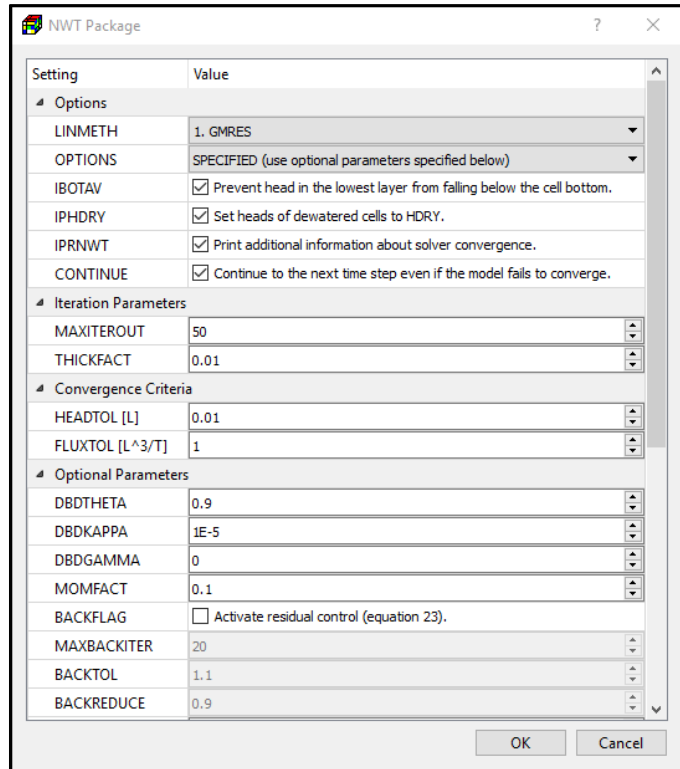 NWT Package
Setting Value
Options
LINMETH 1. GMRES
OPTIONS SPECIFIED (use optional parameters specified below)
IBOTAV Prevent head in the lowest layer from falling below the cell bottom.
IPHDRY Set heads of dewatered cells to HDRY.
IPRNWT Print additional information about solver convergence.
CONTINUE Continue to the next time step even if the model fails to converge.
Iteration Parameters
MAXITEROUT 50
THICKFACT 0.01
Convergence Criteria
HEADTOL [L] 0.01
FLUXTOL [L^3/T] 1
Optional Parameters
DBDTHETA 0.9
DBDKAPPA 1E-5
DBDGAMMA 0
MOMFACT 0.1
BACKFLAG Activate residual control (equation 23).
MAXBACKITER 20
BACKTOL 1.1
BACKREDUCE 0.9
OK Cancel